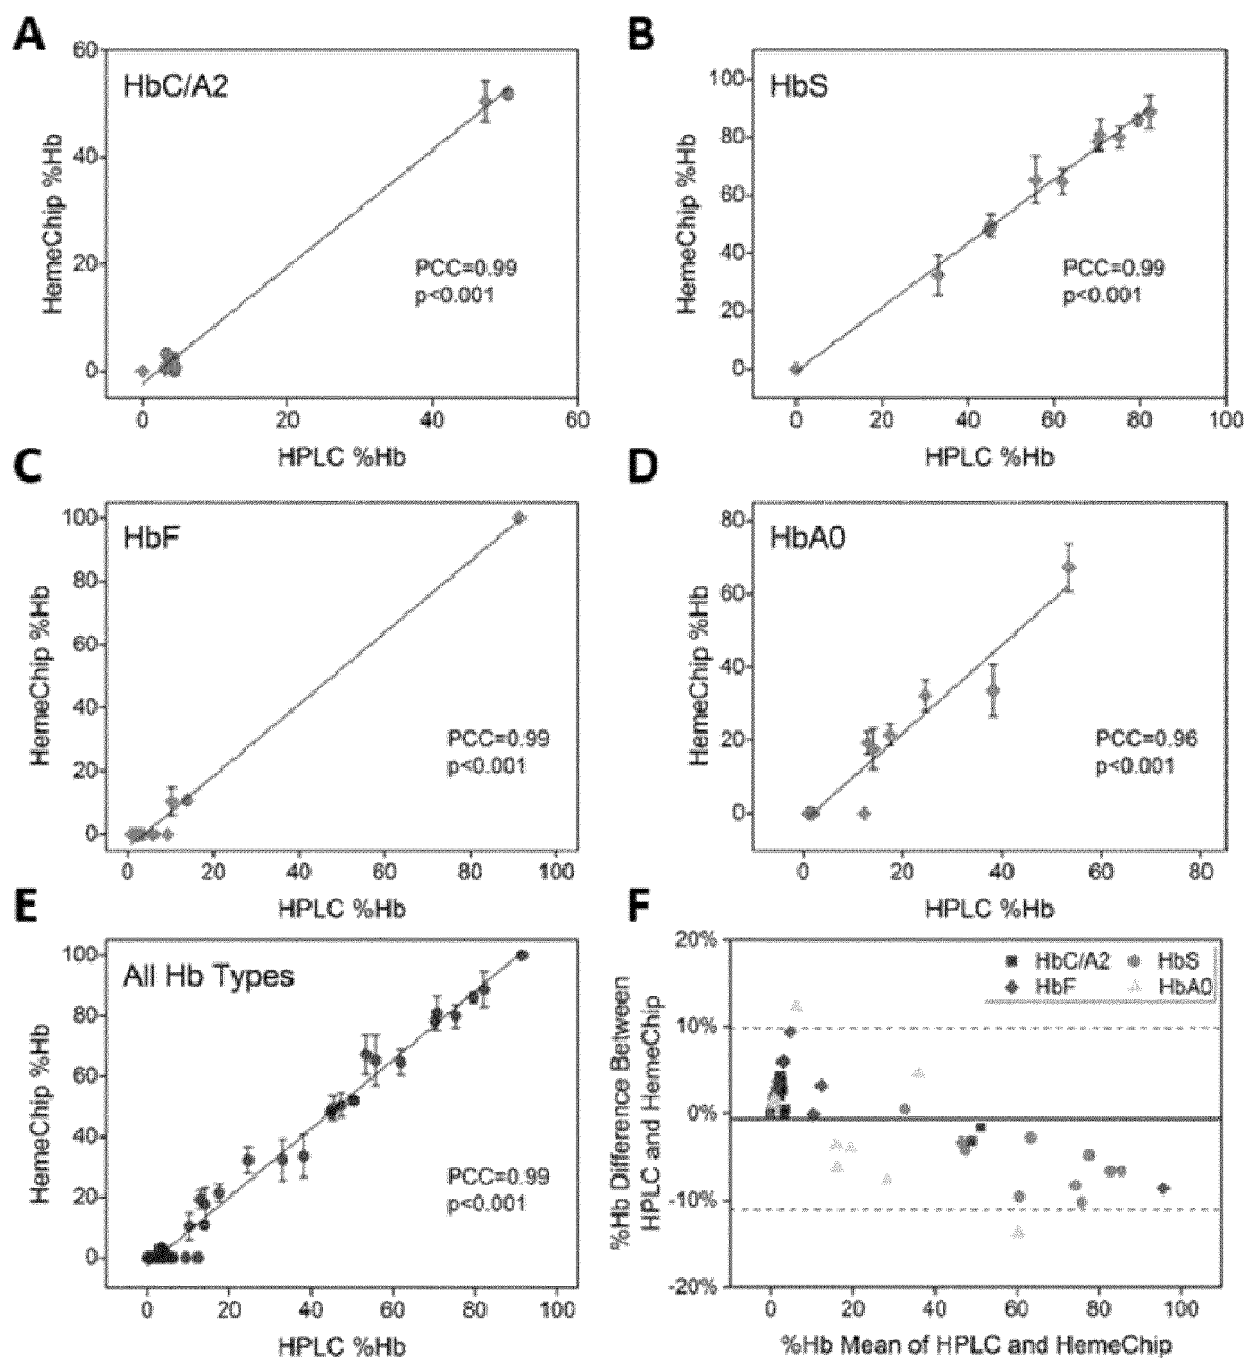 A
60
40
20
0
HemeChip %Hb
HbC/A2
PCC=0.99
p<0.001
0 20 40 60
HPLC %Hb
B
100
80
60
40
20
0
HemeChip %Hb
HbS
PCC=0.99
p<0.001
0 20 40 60 80 100
HPLC %Hb
C
100
80
60
40
20
0
HemeChip %Hb
HbF
PCC=0.99
p<0.001
0 20 40 60 80 100
HPLC %Hb
D
80
60
40
20
0
HemeChip %Hb
HbA0
PCC=0.96
p<0.001
0 20 40 60 80
HPLC %Hb
E
100
80
60
40
20
0
HemeChip %Hb
All Hb Types
PCC=0.99
p<0.001
0 20 40 60 80 100
HPLC %Hb
F
20%
10%
0%
-10%
-20%
%Hb Difference Between
HPLC and HemeChip
HbC/A2 HbS
HbF HbA0
0 20 40 60 80 100
%Hb Mean of HPLC and HemeChip